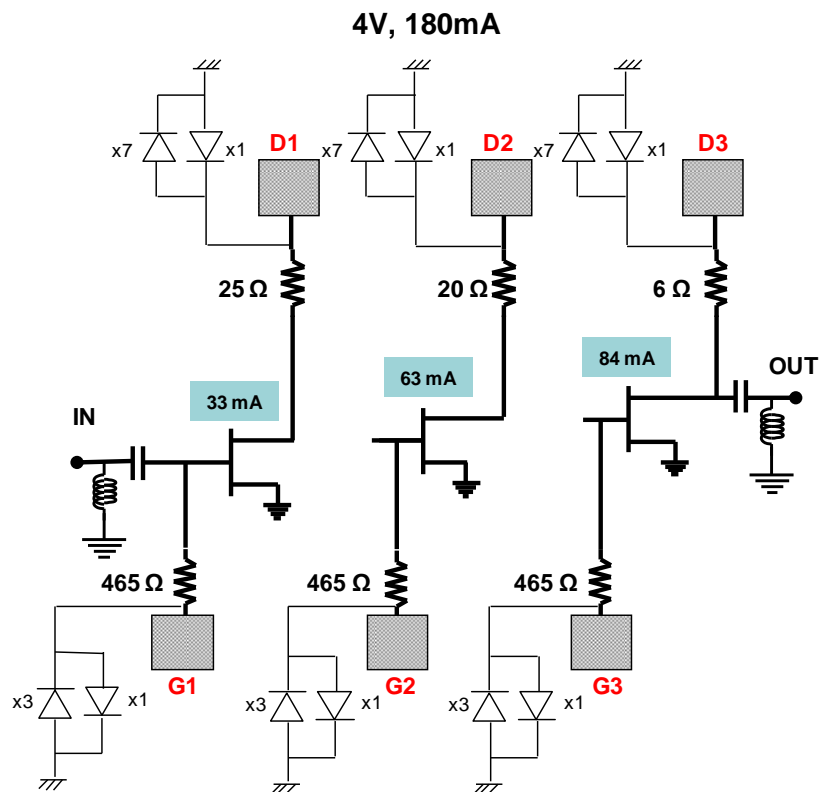 4V, 180mA
D1 D2 D3
x7 x1 x7 x1 x7 x1
25 Ω 20 Ω 6 Ω
33 mA 63 mA 84 mA
IN OUT
465 Ω 465 Ω 465 Ω
G1 G2 G3
x3 x1 x3 x1 x3 x1